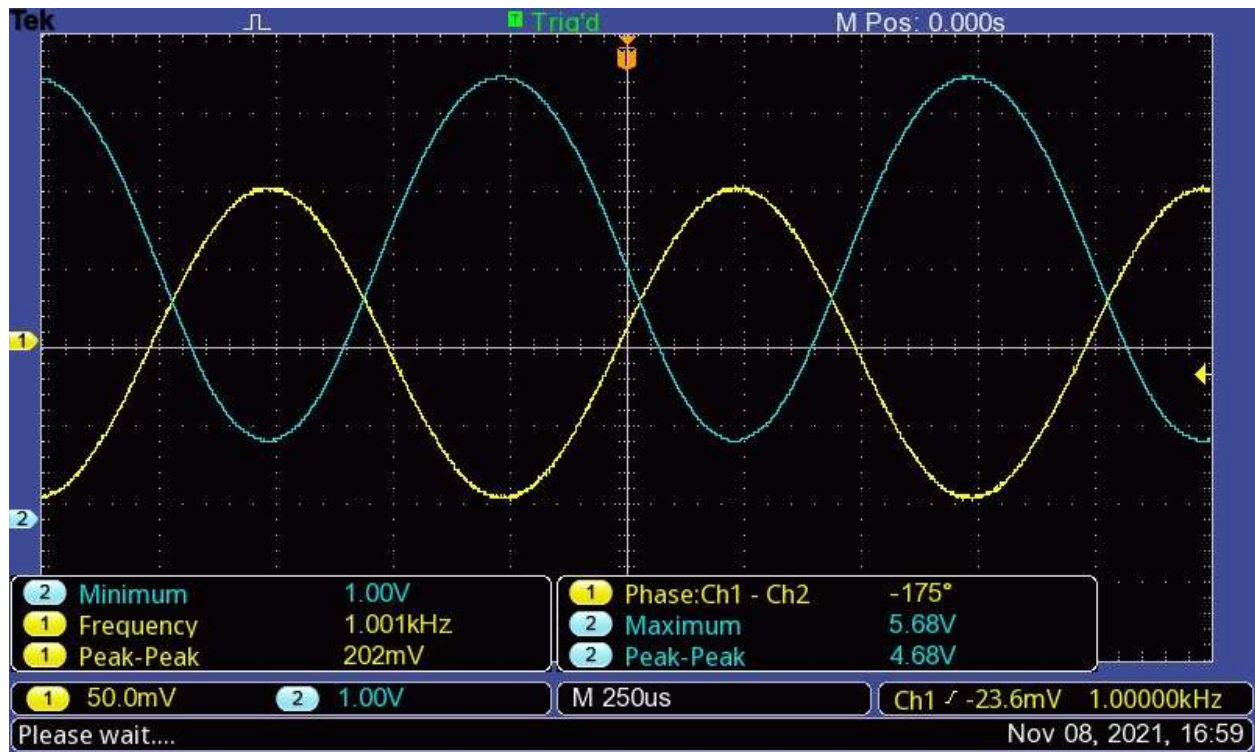 Tek Trig'd M Pos: 0.000s
T
1
2
2 Minimum 1.00V
1 Frequency 1.001kHz
1 Peak-Peak 202mV
1 Phase:Ch1 - Ch2 -175°
2 Maximum 5.68V
2 Peak-Peak 4.68V
1 50.0mV 2 1.00V M 250us Ch1 -23.6mV 1.00000kHz
Please wait.... Nov 08, 2021, 16:59